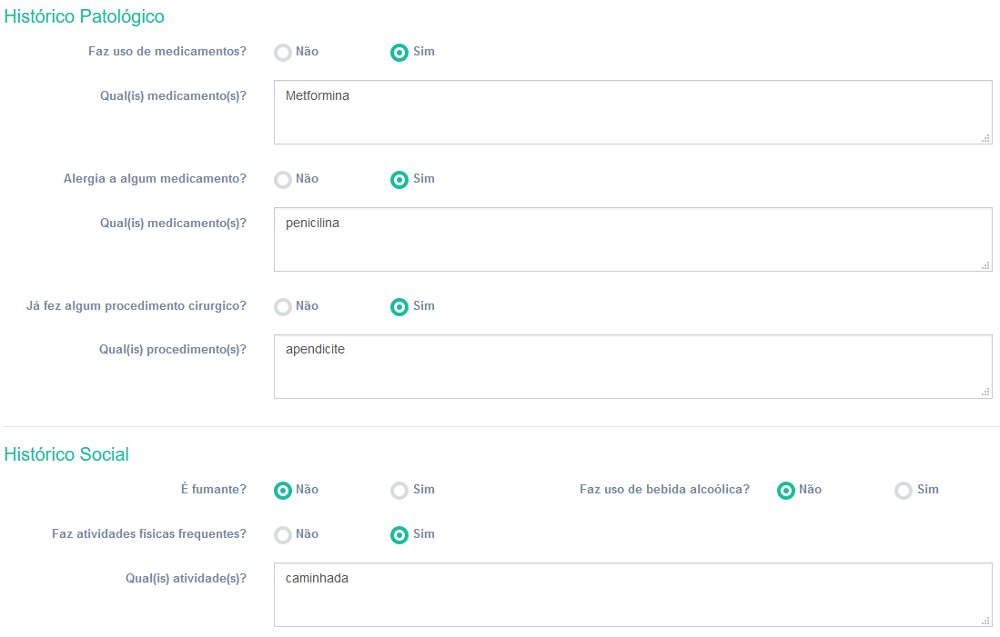 Histórico Patológico
Faz uso de medicamentos? Não Sim
Qual(is) medicamento(s)? Metformina
Alergia a algum medicamento? Não Sim
Qual(is) medicamento(s)? penicilina
Já fez algum procedimento cirurgico? Não Sim
Qual(is) procedimento(s)? apendicite
Histórico Social
É fumante? Não Sim Faz uso de bebida alcoólica? Não Sim
Faz atividades físicas frequentes? Não Sim
Qual(is) atividade(s)? caminhada